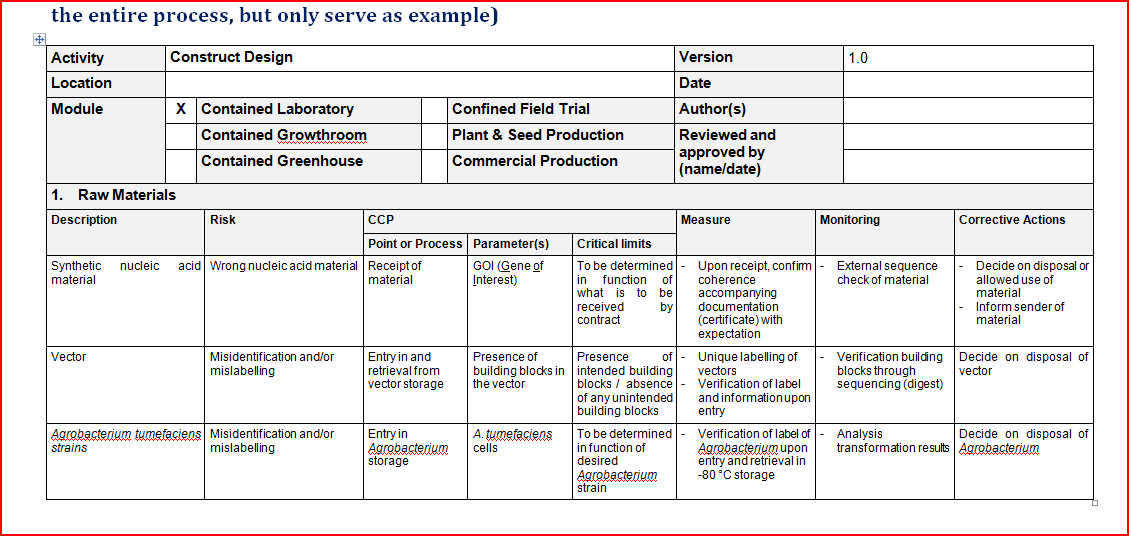 the entire process, but only serve as example)
Activity Construct Design Version 1.0
Location Date
Module X Contained Laboratory Confined Field Trial Author(s)
Contained Growthroom Plant & Seed Production Reviewed and approved by (name/date)
Contained Greenhouse Commercial Production
1. Raw Materials
Description Risk CCP Measure Monitoring Corrective Actions
Point or Process Parameter(s) Critical limits
Synthetic nucleic acid
material
Wrong nucleic acid material
Receipt of
material
GOI (Gene of
Interest)
To be determined
in function of
what is to be
received by
contract
- Upon receipt, confirm
coherence
accompanying
documentation
(certificate) with
expectation
- External sequence
check of material
- Decide on disposal or
allowed use of
material
- Inform sender of
material
Vector
Misidentification and/or
mislabelling
Entry in and
retrieval from
vector storage
Presence of
building blocks in
the vector
Presence of
intended building
blocks / absence
of any unintended
building blocks
- Unique labelling of
vectors
- Verification of label
and information upon
entry
- Verification building
blocks through
sequencing (digest)
Decide on disposal of
vector
Agrobacterium tumefaciens
strains
Misidentification and/or
mislabelling
Entry in
Agrobacterium
storage
A. tumefaciens
cells
To be determined
in function of
desired
Agrobacterium
strain
- Verification of label of
Agrobacterium upon
entry and retrieval in
-80 °C storage
- Analysis
transformation results
Decide on disposal of
Agrobacterium